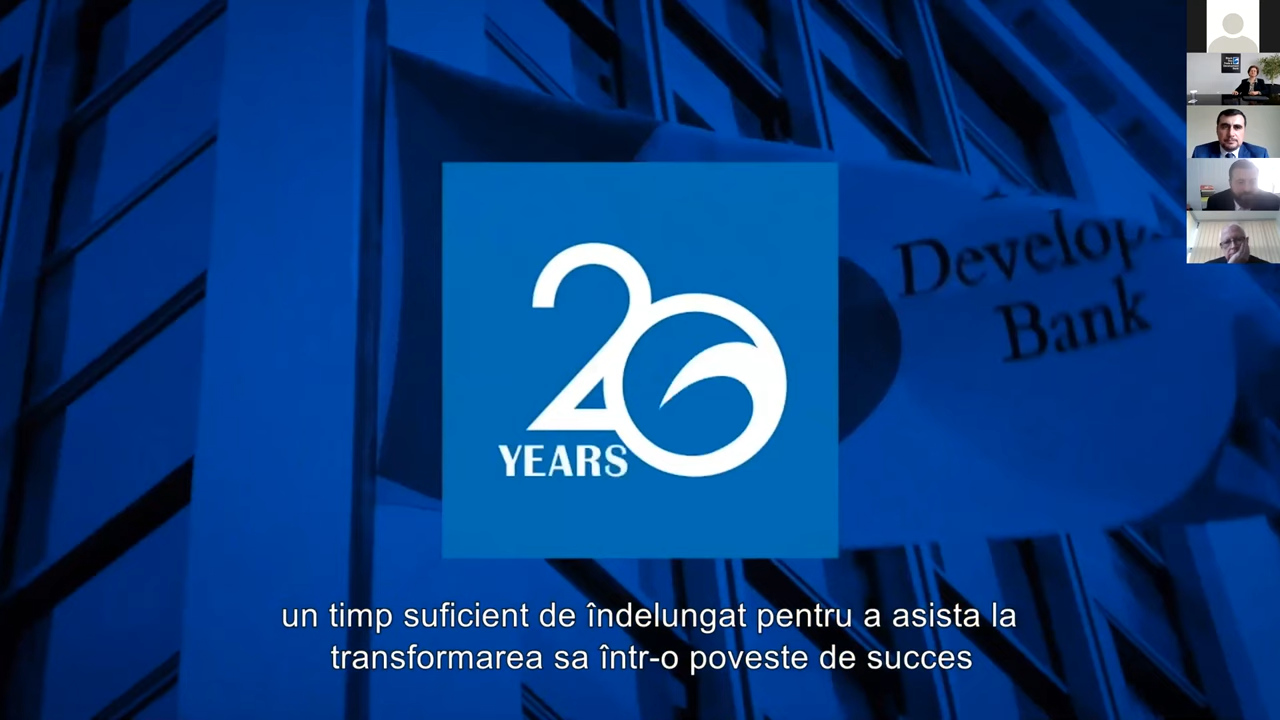 20
YEARS
Develop
Bank
un timp suficient de îndelungat pentru a asista la
transformarea sa într-o poveste de succes